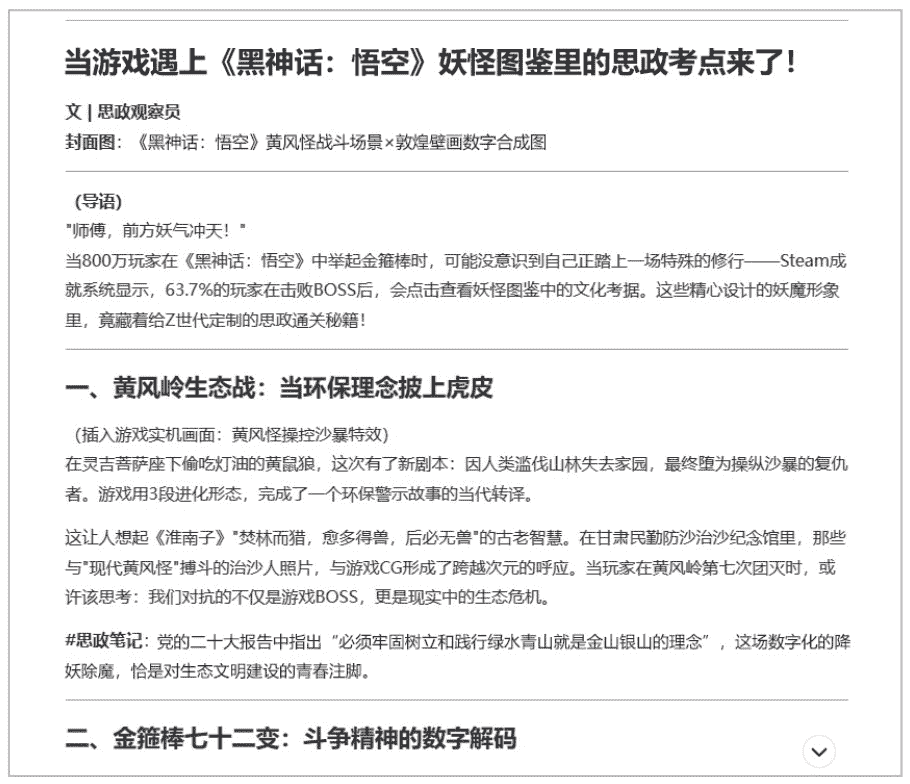 当游戏遇上《黑神话：悟空》妖怪图鉴里的思政考点来了！
文 | 思政观察员
封面图：《黑神话：悟空》黄风怪战斗场景×敦煌壁画数字合成图
（导语）
"师傅，前方妖气冲天！"
当800万玩家在《黑神话：悟空》中举起金箍棒时，可能没意识到自己正踏上一场特殊的修行——Steam成
就系统显示，63.7%的玩家在击败BOSS后，会点击查看妖怪图鉴中的文化考据。这些精心设计的妖魔形象
里，竟藏着给Z世代定制的思政通关秘籍！
一、黄风岭生态战：当环保理念披上虎皮
（插入游戏实机画面：黄风怪操控沙暴特效）
在灵吉菩萨座下偷吃灯油的黄鼠狼，这次有了新剧本：因人类滥伐山林失去家园，最终堕为操纵沙暴的复仇
者。游戏用3段进化形态，完成了一个环保警示故事的当代转译。
这让人想起《淮南子》"焚林而猎，愈多得兽，后必无兽"的古老智慧。在甘肃民勤防沙治沙纪念馆里，那些
与"现代黄风怪"搏斗的治沙人照片，与游戏CG形成了跨越次元的呼应。当玩家在黄风岭第七次团灭时，或
许该思考：我们对抗的不仅是游戏BOSS，更是现实中的生态危机。
#思政笔记：党的二十大报告中指出“必须牢固树立和践行绿水青山就是金山银山的理念”，这场数字化的降
妖除魔，恰是对生态文明建设的青春注脚。
二、金箍棒七十二变：斗争精神的数字解码